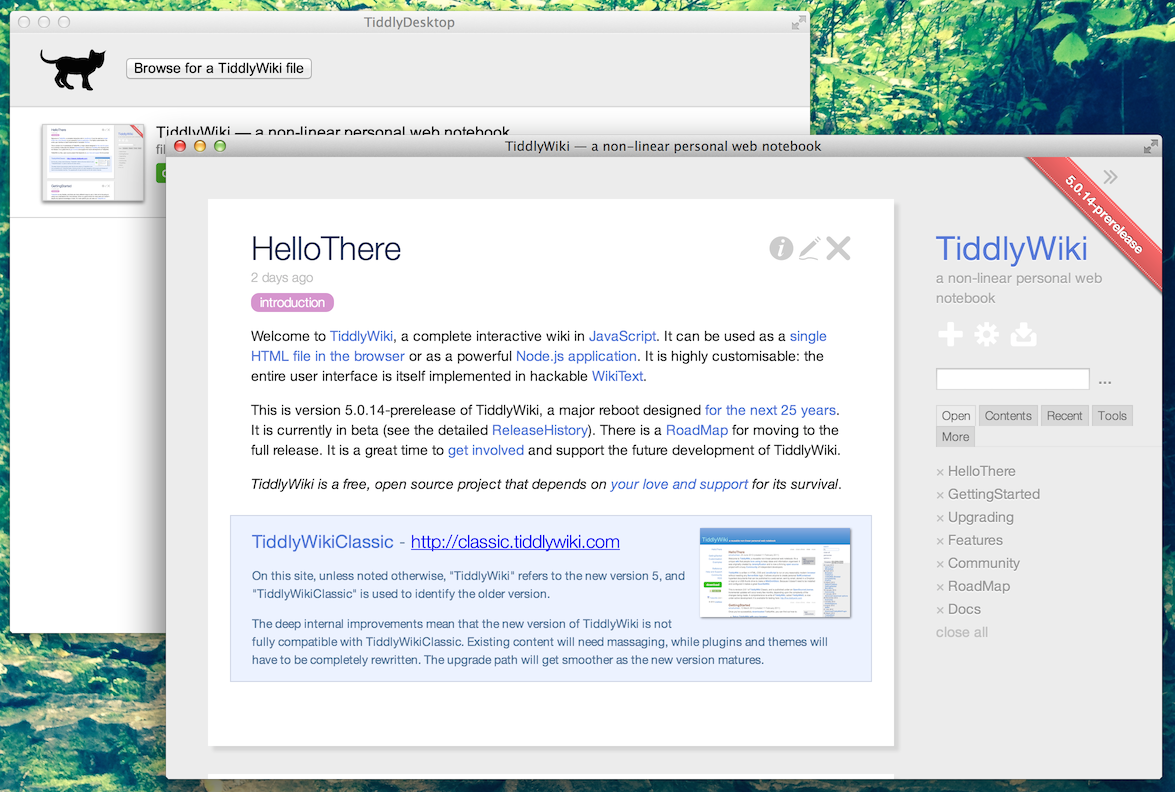 TiddlyDesktop
Browse for a TiddlyWiki file
TiddlyWiki — a non-linear personal web notebook
TiddlyWiki — a non-linear personal web notebook
5.0.14-prerelease
HelloThere
2 days ago
introduction
Welcome to TiddlyWiki, a complete interactive wiki in JavaScript. It can be used as a single
HTML file in the browser or as a powerful Node.js application. It is highly customisable: the
entire user interface is itself implemented in hackable WikiText.
This is version 5.0.14-prerelease of TiddlyWiki, a major reboot designed for the next 25 years.
It is currently in beta (see the detailed ReleaseHistory). There is a RoadMap for moving to the
full release. It is a great time to get involved and support the future development of TiddlyWiki.
TiddlyWiki is a free, open source project that depends on your love and support for its survival.
TiddlyWikiClassic - http://classic.tiddlywiki.com
On this site, unless noted otherwise, "TiddlyWiki" refers to the new version 5, and
"TiddlyWikiClassic" is used to identify the older version.
The deep internal improvements mean that the new version of TiddlyWiki is not
fully compatible with TiddlyWikiClassic. Existing content will need massaging, while plugins and themes will
have to be completely rewritten. The upgrade path will get smoother as the new version matures.
TiddlyWiki
a non-linear personal web
notebook
...
Open Contents Recent Tools
More
× HelloThere
× GettingStarted
× Upgrading
× Features
× Community
× RoadMap
× Docs
close all